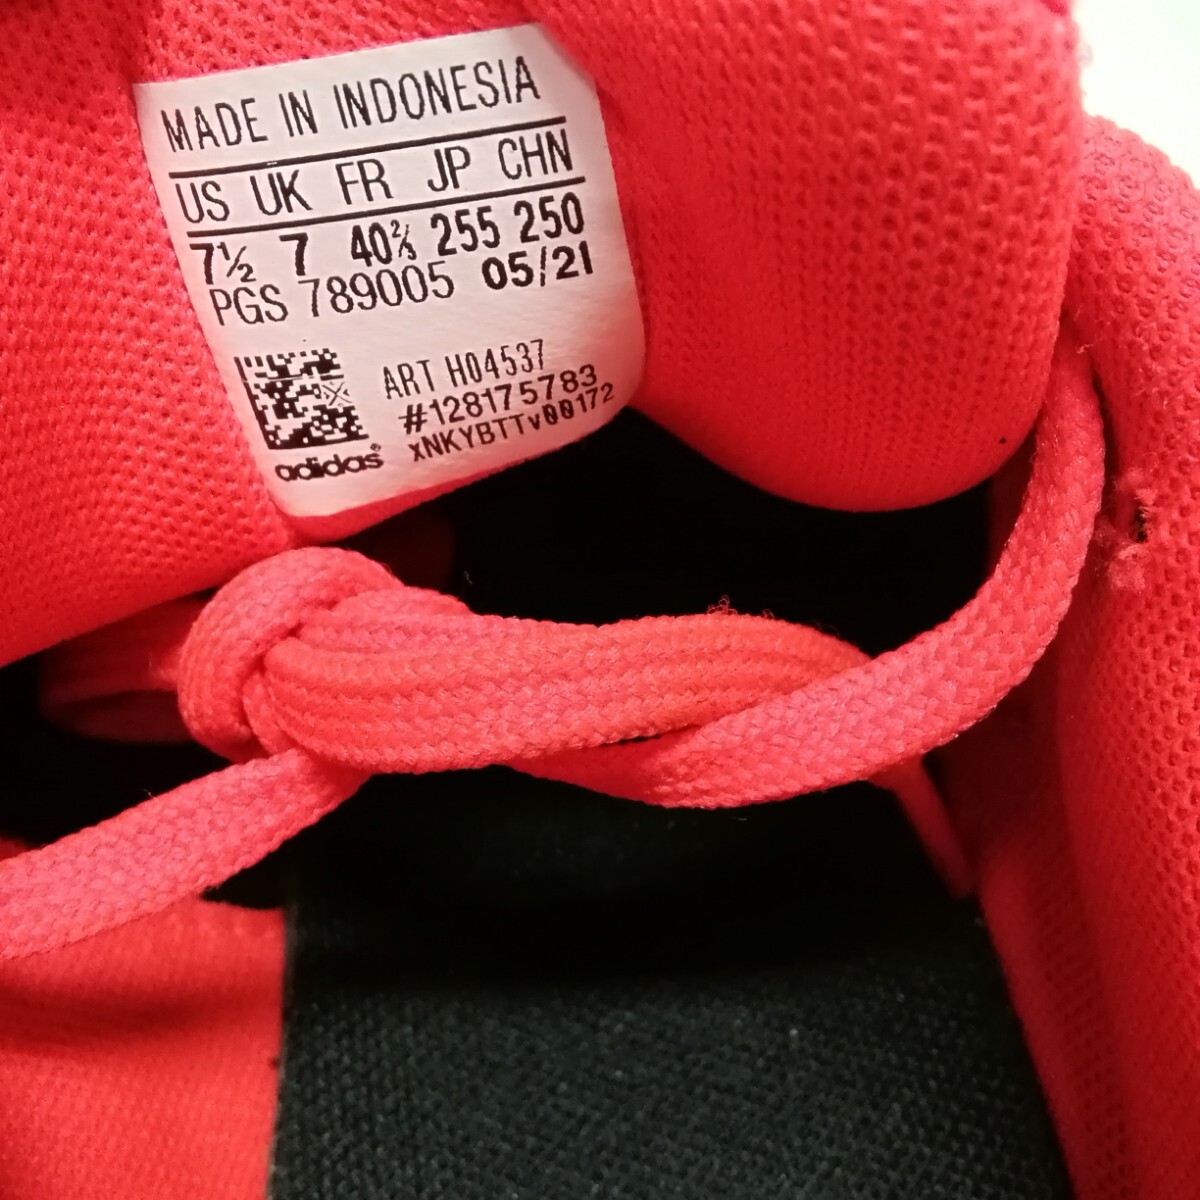 MADE IN INDONESIA
US UK FR JP CHN
7½ 7 40⅔ 255 250
PGS 789005 05/21
ART H04537
#128175783
xNKYBTTv00172
adidas®